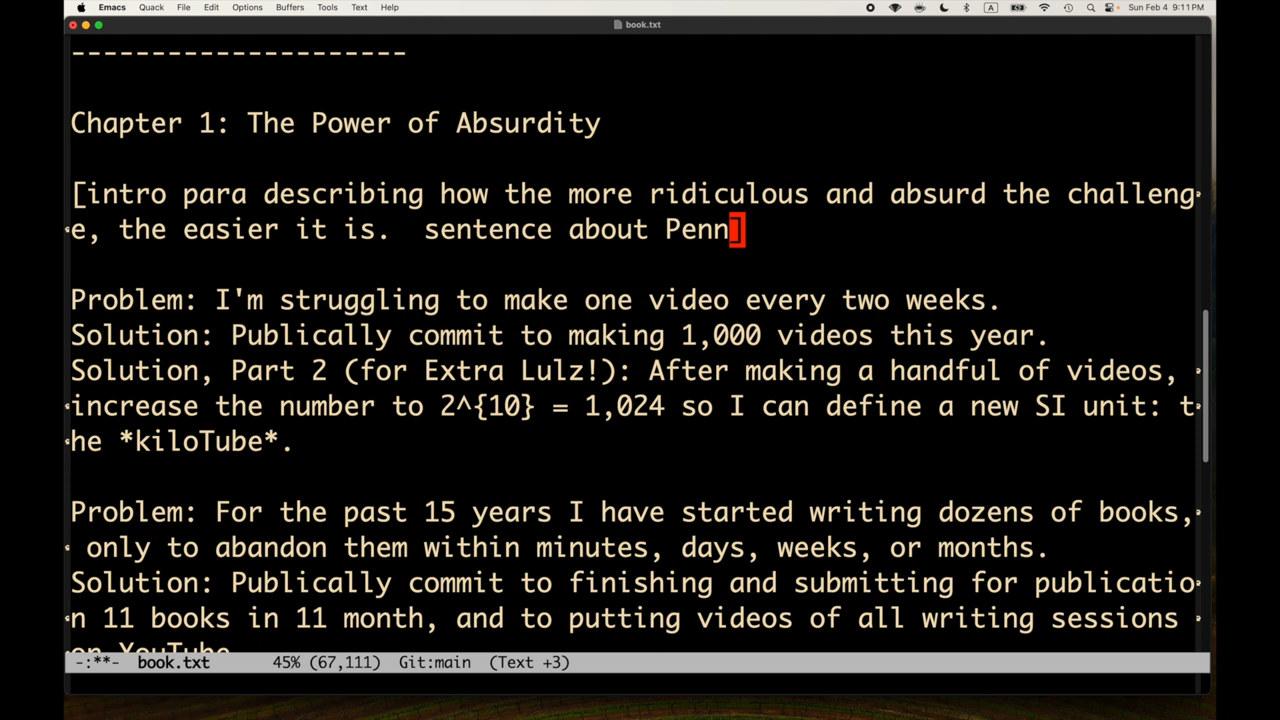 Emacs Quack File Edit Options Buffers Tools Text Help A Sun Feb 4 9:11 PM
book.txt
---------------------
Chapter 1: The Power of Absurdity
[intro para describing how the more ridiculous and absurd the challeng
e, the easier it is.  sentence about Penn]
Problem: I'm struggling to make one video every two weeks.
Solution: Publically commit to making 1,000 videos this year.
Solution, Part 2 (for Extra Lulz!): After making a handful of videos,
increase the number to 2^{10} = 1,024 so I can define a new SI unit: t
he *kiloTube*.
Problem: For the past 15 years I have started writing dozens of books,
only to abandon them within minutes, days, weeks, or months.
Solution: Publically commit to finishing and submitting for publicatio
n 11 books in 11 month, and to putting videos of all writing sessions
on YouTube
-:**- book.txt 45% (67,111) Git:main (Text +3)